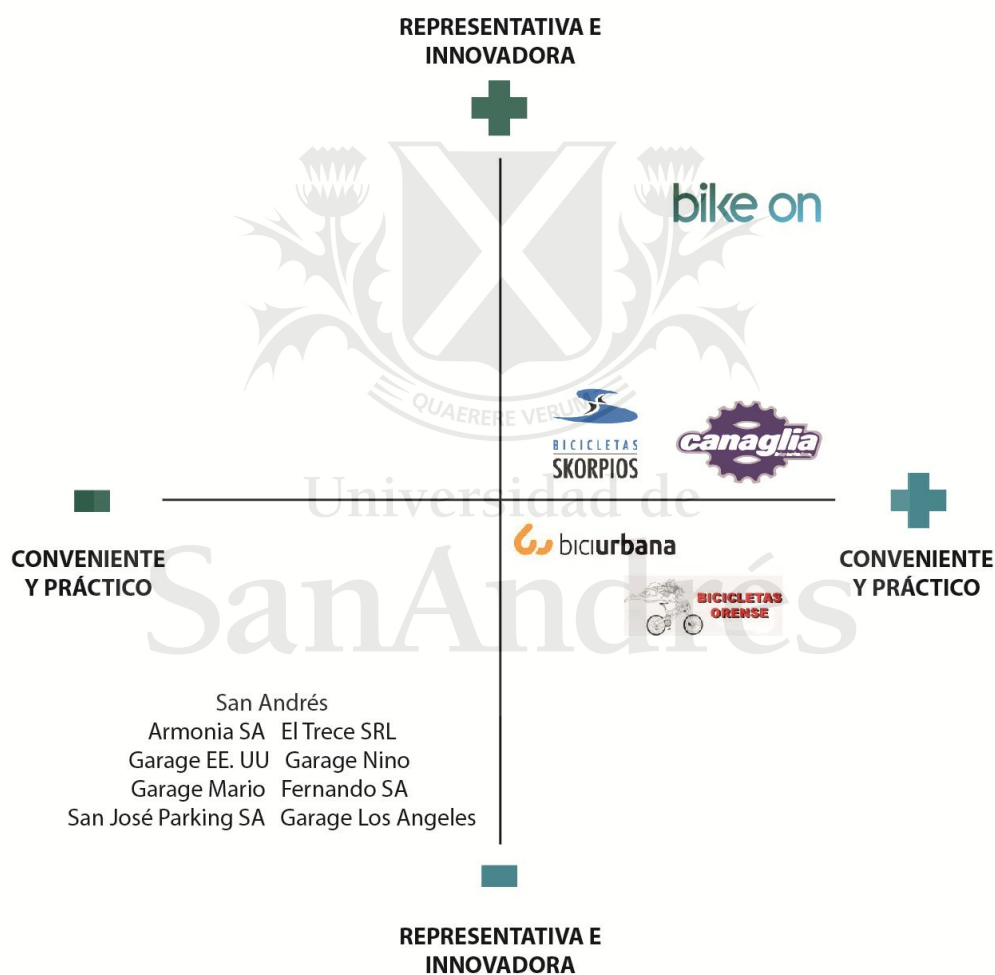 REPRESENTATIVA E
INNOVADORA
bike on
QUAERERE VERUM
BICICLETAS
SKORPIOS
canaglia
Universidad de
SanAndrés
CONVENIENTE
Y PRÁCTICO
biciurbana
BICICLETAS
ORENSE
CONVENIENTE
Y PRÁCTICO
San Andrés
Armonia SA El Trece SRL
Garage EE. UU Garage Nino
Garage Mario Fernando SA
San José Parking SA Garage Los Angeles
REPRESENTATIVA E
INNOVADORA